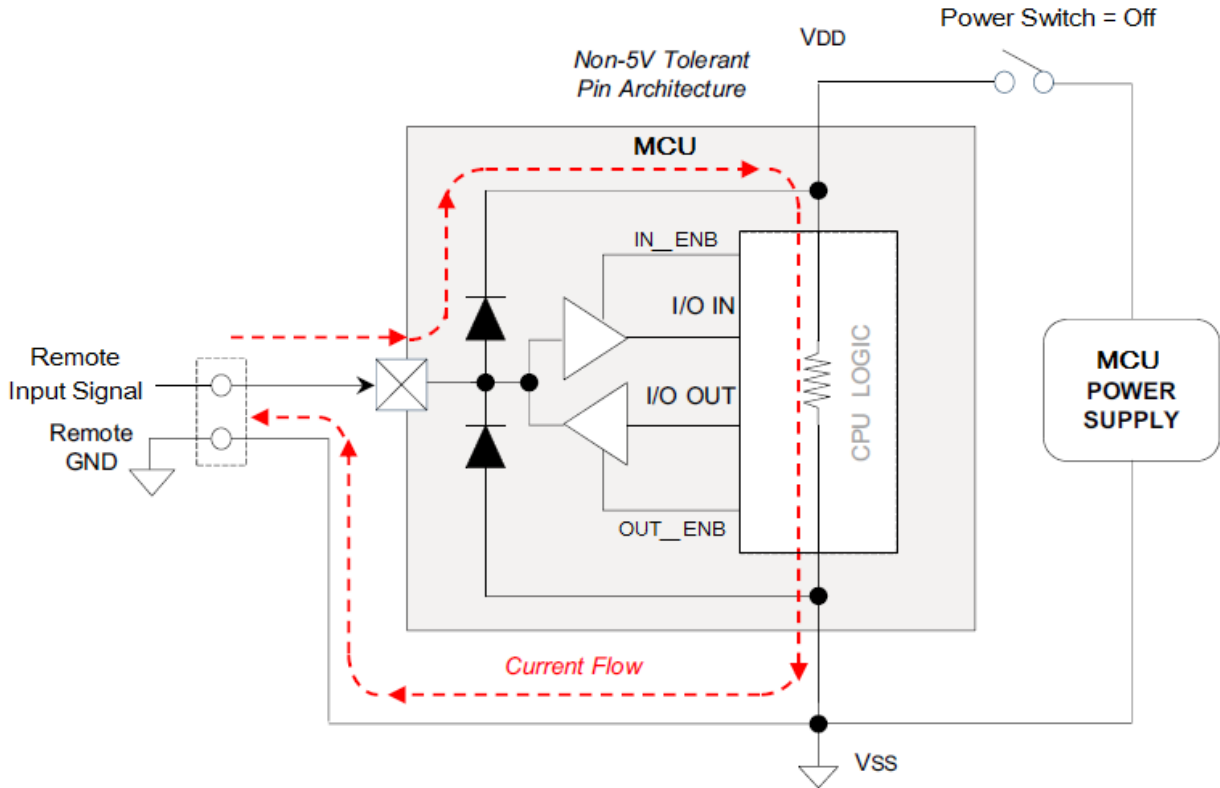 Power Switch = Off
VDD
Non-5V Tolerant
Pin Architecture
MCU
IN__ENB
I/O IN
Remote
Input Signal
CPU LOGIC
MCU
POWER
SUPPLY
I/O OUT
Remote
GND
OUT__ENB
Current Flow
VSS